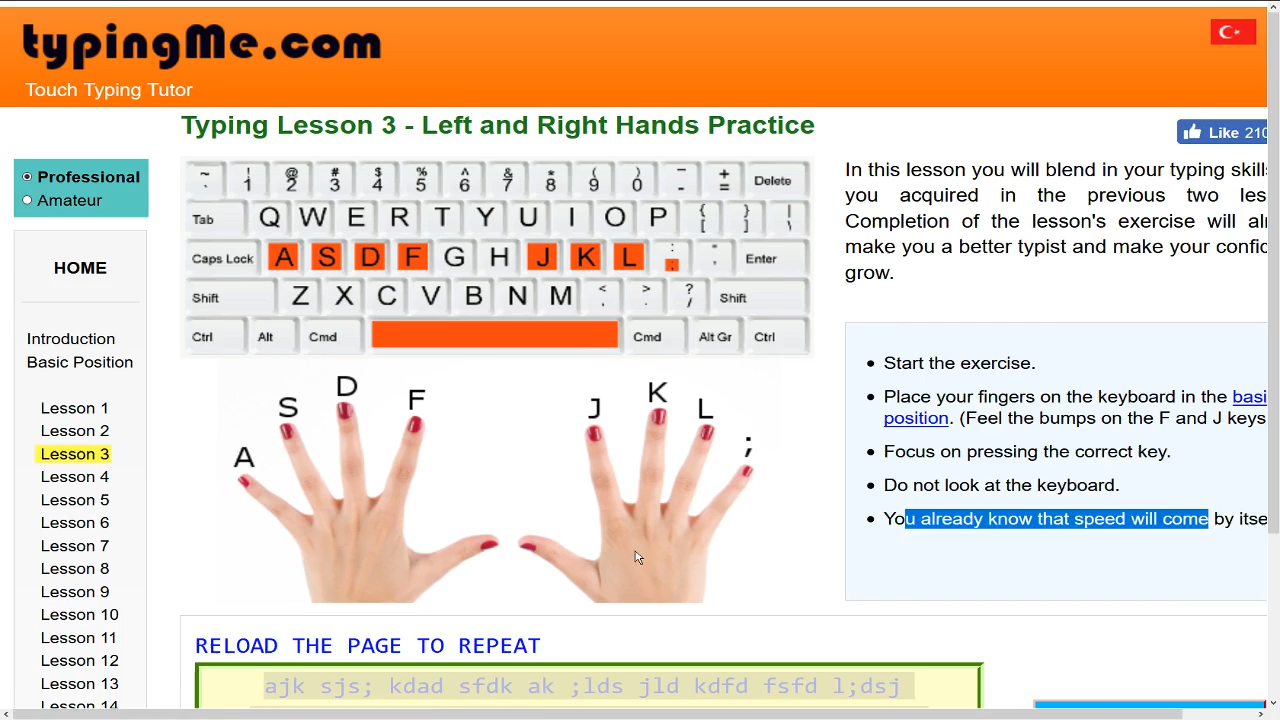 typingMe.com
Touch Typing Tutor
Typing Lesson 3 - Left and Right Hands Practice
Like 210
Professional
Amateur
HOME
Introduction
Basic Position
Lesson 1
Lesson 2
Lesson 3
Lesson 4
Lesson 5
Lesson 6
Lesson 7
Lesson 8
Lesson 9
Lesson 10
Lesson 11
Lesson 12
Lesson 13
Lesson 14
~ ! @ # $ % ^ & * ( ) _ +
` 1 2 3 4 5 6 7 8 9 0 - = Delete
Tab Q W E R T Y U I O P { [ } ] | \
Caps Lock A S D F G H J K L : ; " ' Enter
Shift Z X C V B N M < , > . ? / Shift
Ctrl Alt Cmd Cmd Alt Gr Ctrl
A S D F J K L ;
In this lesson you will blend in your typing skill
you acquired in the previous two les
Completion of the lesson's exercise will al
make you a better typist and make your confid
grow.
• Start the exercise.
• Place your fingers on the keyboard in the basi
position. (Feel the bumps on the F and J keys
• Focus on pressing the correct key.
• Do not look at the keyboard.
• You already know that speed will come by itse
RELOAD THE PAGE TO REPEAT
ajk sjs; kdad sfdk ak ;lds jld kdfd fsfd l;dsj